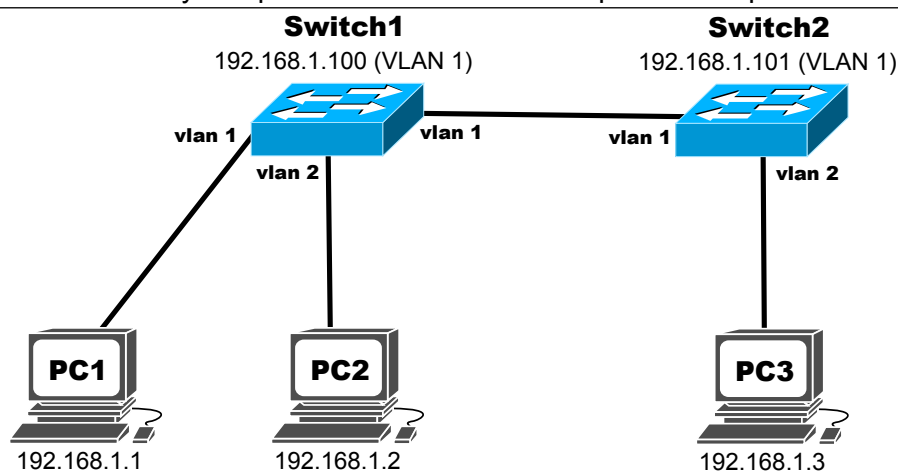 Switch1
192.168.1.100 (VLAN 1)
Switch2
192.168.1.101 (VLAN 1)
vlan 1
vlan 2
vlan 1
vlan 1
vlan 2
PC1
192.168.1.1
PC2
192.168.1.2
PC3
192.168.1.3